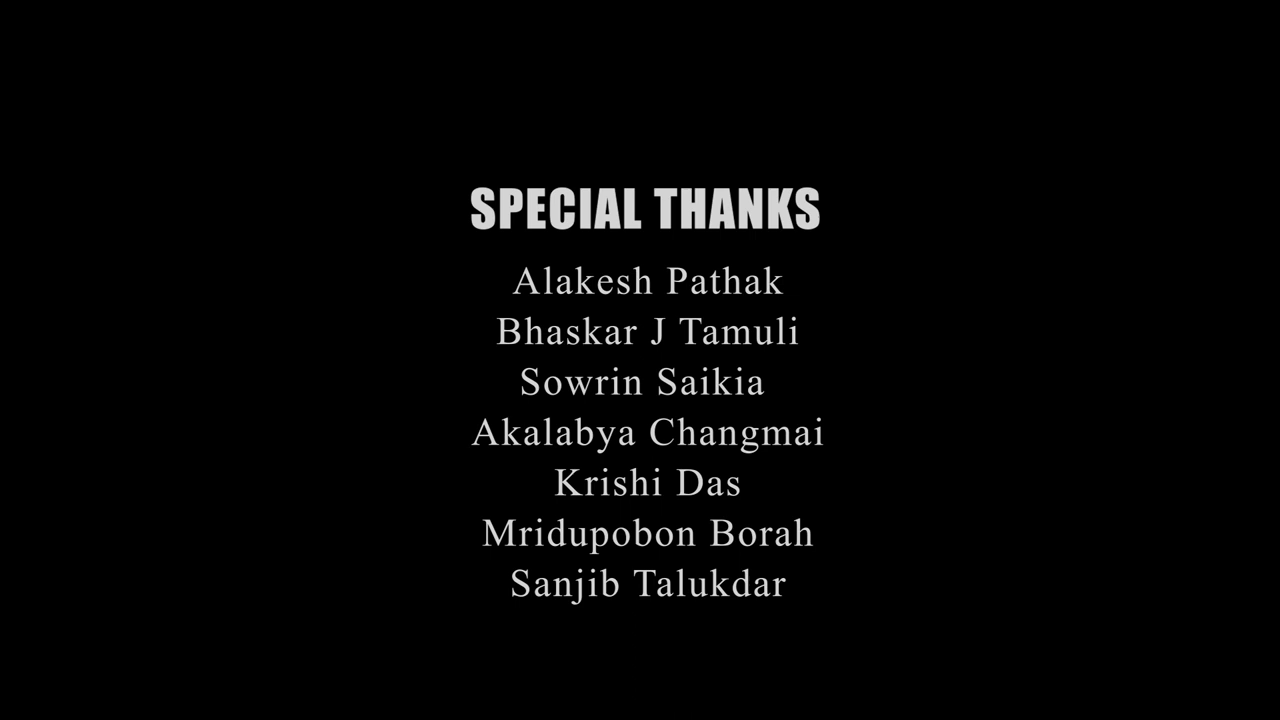 SPECIAL THANKS
Alakesh Pathak
Bhaskar J Tamuli
Sowrin Saikia
Akalabya Changmai
Krishi Das
Mridupobon Borah
Sanjib Talukdar